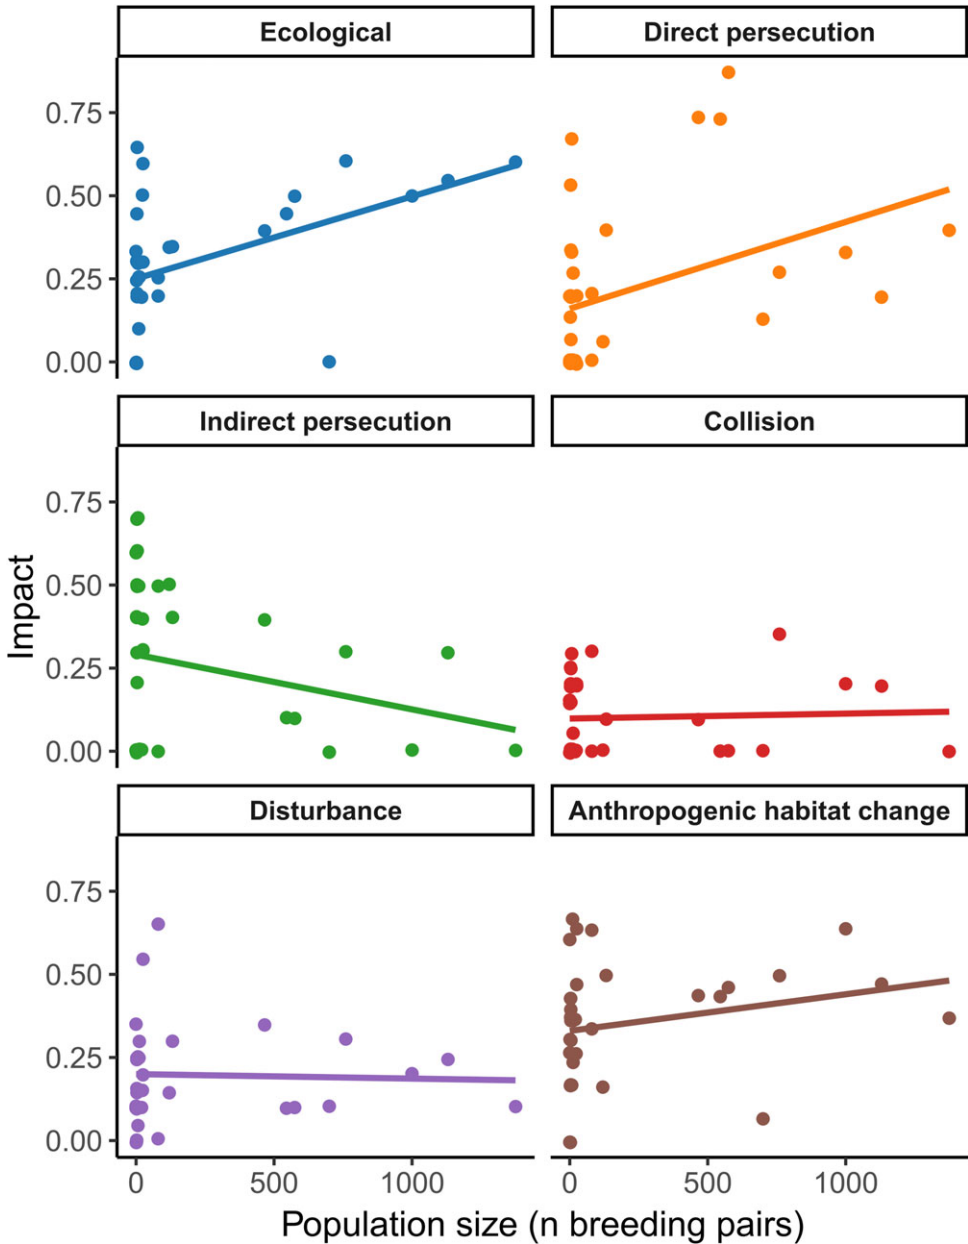 Ecological
Direct persecution
0.75
0.50
0.25
0.00
Indirect persecution
Collision
0.75
0.50
0.25
0.00
Impact
Disturbance
Anthropogenic habitat change
0.75
0.50
0.25
0.00
0
500
1000
0
500
1000
Population size (n breeding pairs)